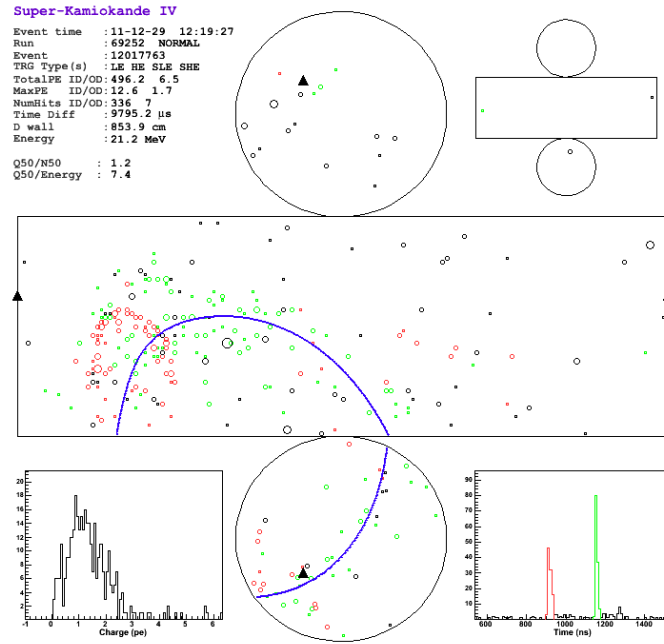 Super-Kamiokande IV
Event time :11-12-29 12:19:27
Run :69252 NORMAL
Event :12017763
TRG Type(s) :LE HE SLE SHE
TotalPE ID/OD:496.2 6.5
MaxPE ID/OD:12.6 1.7
NumHits ID/OD:336 7
Time Diff :9795.2 μs
D wall :853.9 cm
Energy :21.2 MeV
Q50/N50 : 1.2
Q50/Energy : 7.4
20
18
16
14
12
10
8
6
4
2
0
-1 0 1 2 3 4 5 6
Charge (pe)
90
80
70
60
50
40
30
20
10
600 800 1000 1200 1400
Time (ns)